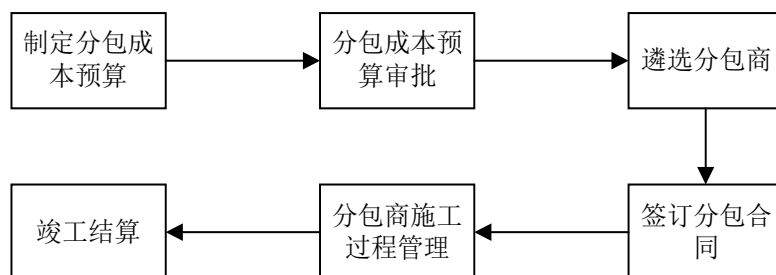 制定分包成
本预算
分包成本预
算审批
遴选分包商
签订分包合
同
分包商施工
过程管理
竣工结算